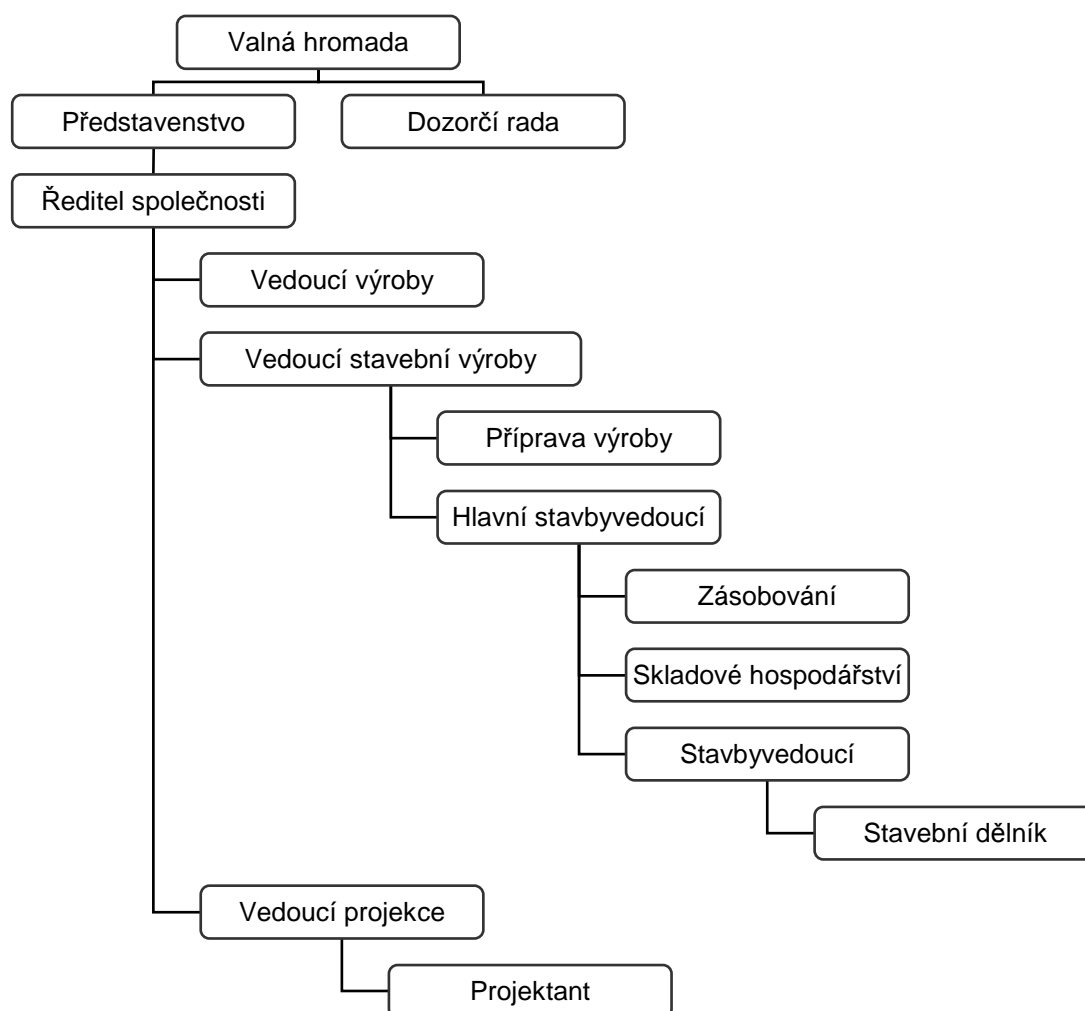 Valná hromada
Představenstvo
Dozorčí rada
Ředitel společnosti
Vedoucí výroby
Vedoucí stavební výroby
Příprava výroby
Hlavní stavbyvedoucí
Zásobování
Skladové hospodářství
Stavbyvedoucí
Stavební dělník
Vedoucí projekce
Projektant